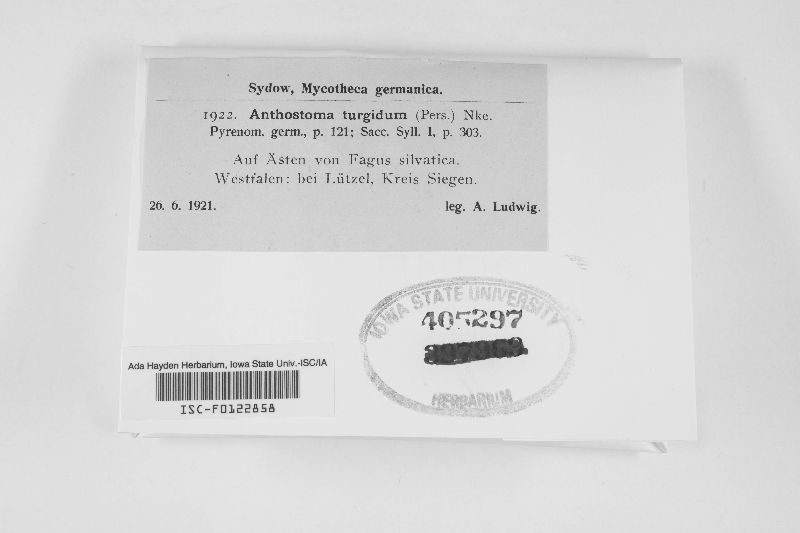 Sydow, Mycotheca germanica.
1922. Anthostoma turgidum (Pers.) Nke.
Pyrenom. germ., p. 121; Sacc. Syll. I, p. 303.
Auf Ästen von Fagus silvatica.
Westfalen: bei Lützel, Kreis Siegen.
26. 6. 1921. leg. A. Ludwig.
IOWA STATE UNIVERSITY
405297
HERBARIUM
Ada Hayden Herbarium, Iowa State Univ.-ISC/IA
ISC-F0122858